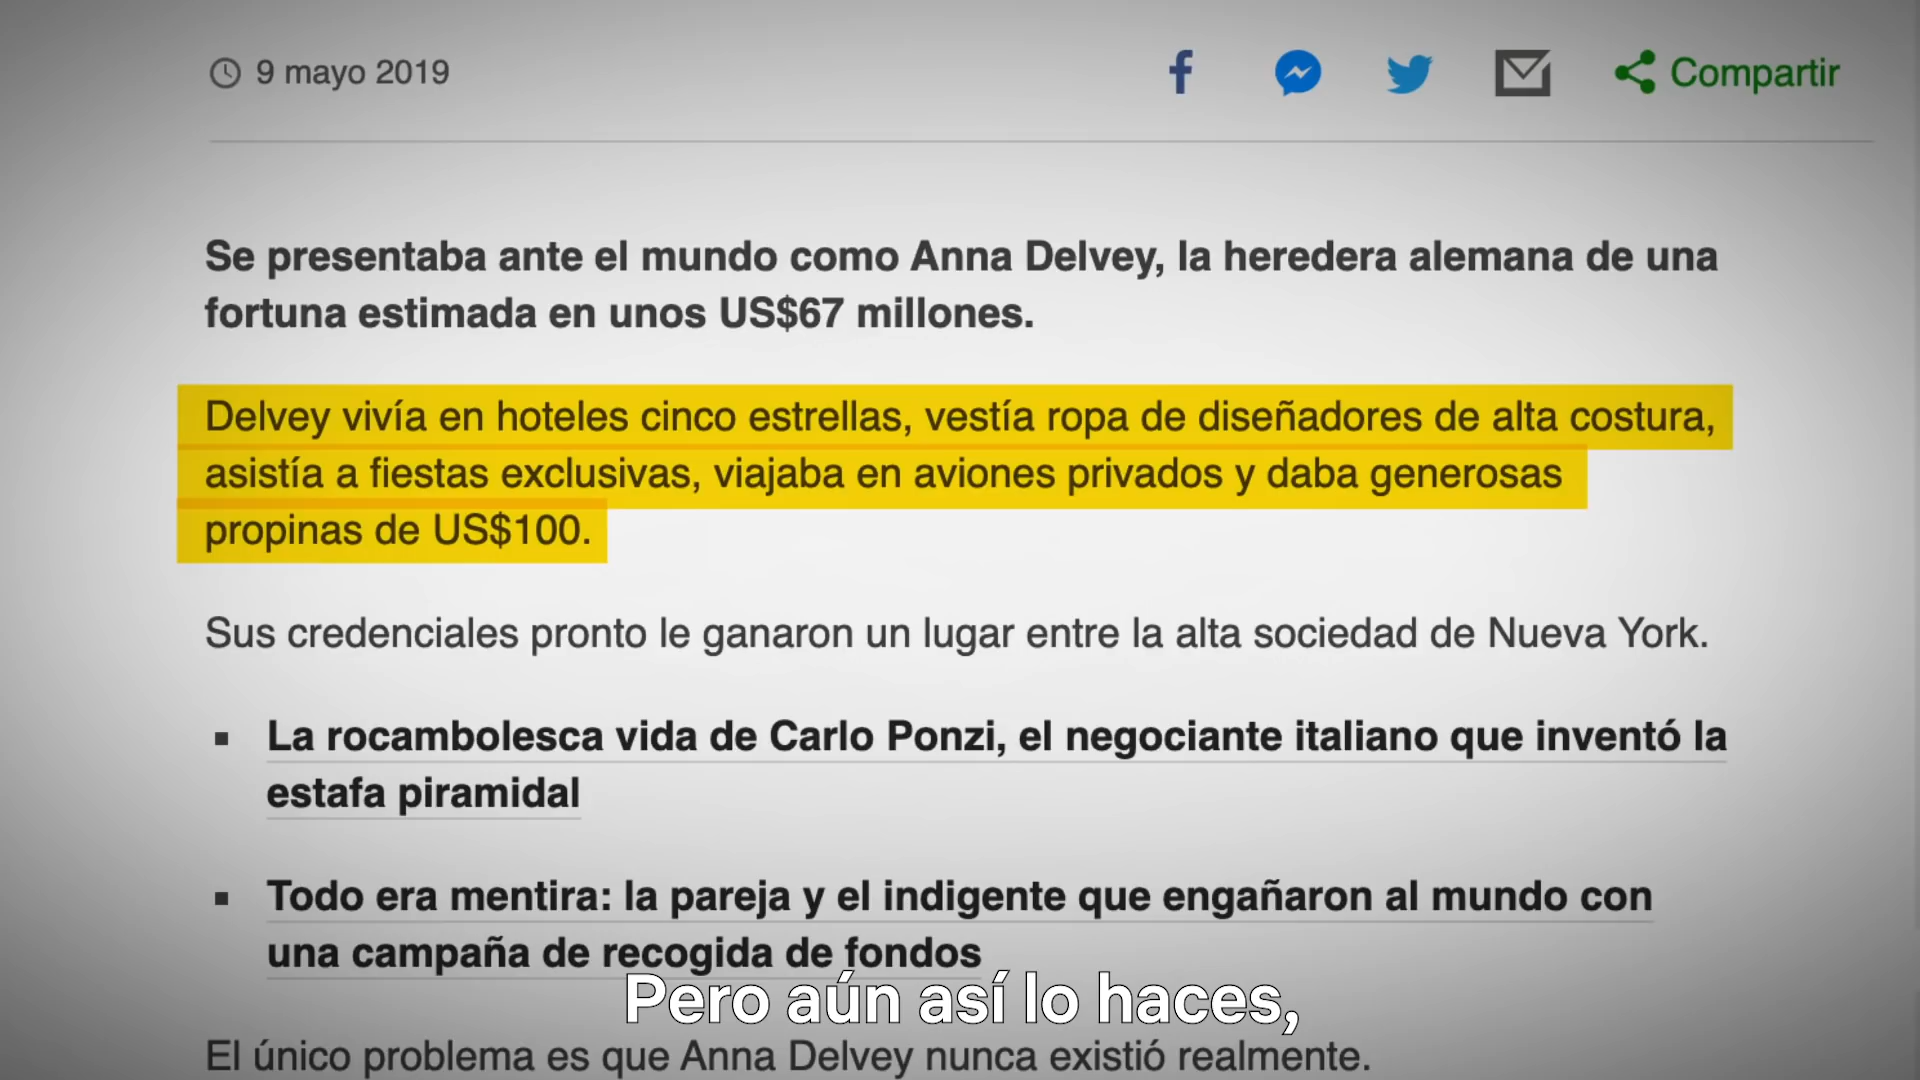 9 mayo 2019
Compartir
Se presentaba ante el mundo como Anna Delvey, la heredera alemana de una
fortuna estimada en unos US$67 millones.
Delvey vivía en hoteles cinco estrellas, vestía ropa de diseñadores de alta costura,
asistía a fiestas exclusivas, viajaba en aviones privados y daba generosas
propinas de US$100.
Sus credenciales pronto le ganaron un lugar entre la alta sociedad de Nueva York.
La rocambolesca vida de Carlo Ponzi, el negociante italiano que inventó la
estafa piramidal
Todo era mentira: la pareja y el indigente que engañaron al mundo con
una campaña de recogida de fondos
Pero aún así lo haces,
El único problema es que Anna Delvey nunca existió realmente.